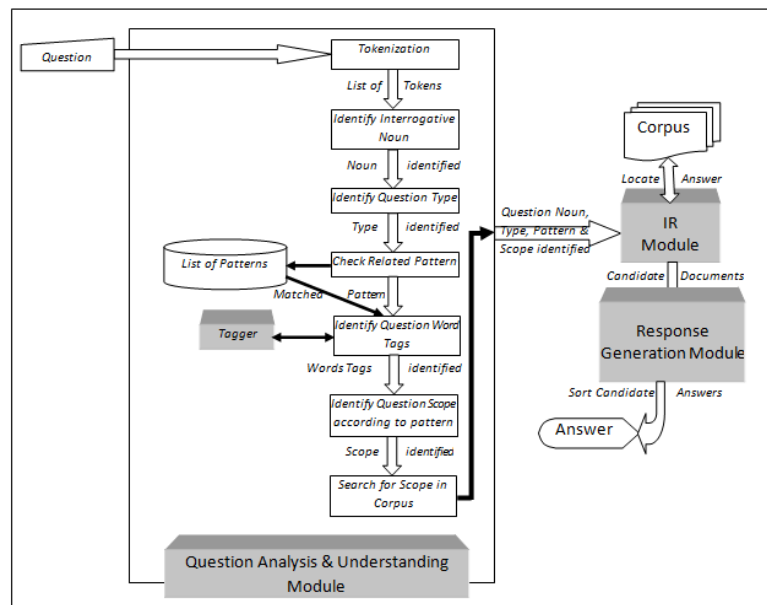 Question
Tokenization
List of Tokens
Identify Interrogative
Noun
Noun identified
Identify Question Type
Type identified
Check Related Pattern
List of Patterns
Matched Pattern
Identify Question Word
Tags
Tagger
Words Tags identified
Identify Question Scope
according to pattern
Scope identified
Search for Scope in
Corpus
Question Analysis & Understanding
Module
Question Noun,
Type, Pattern &
Scope identified
Corpus
Locate Answer
IR
Module
Candidate Documents
Response
Generation Module
Sort Candidate Answers
Answer